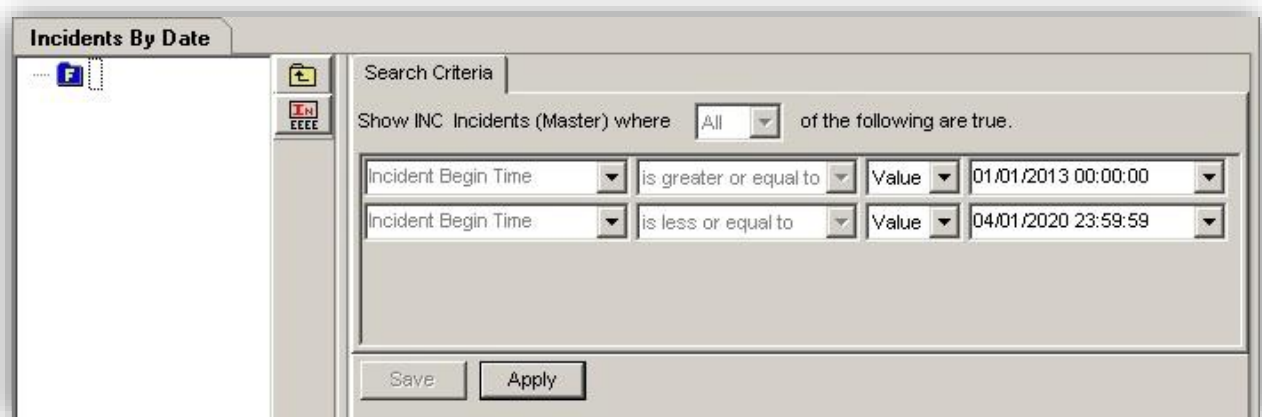 Incidents By Date
F
Search Criteria
IN
EEEE
Show INC Incidents (Master) where All of the following are true.
Incident Begin Time is greater or equal to Value 01/01/2013 00:00:00
Incident Begin Time is less or equal to Value 04/01/2020 23:59:59
Save Apply